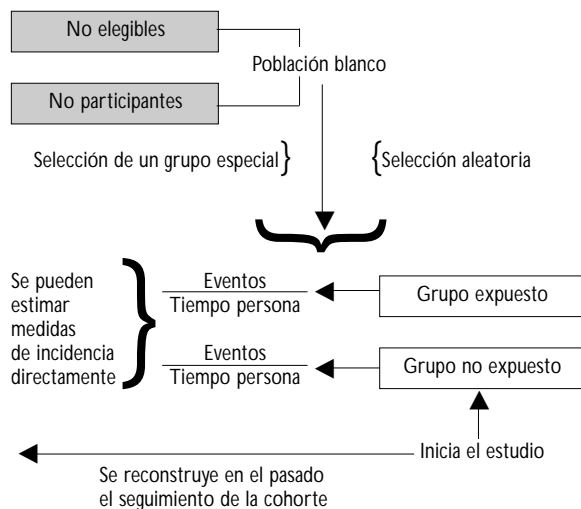 No elegibles
Población blanco
No participantes
Selección de un grupo especial}
{Selección aleatoria
Se pueden
estimar
medidas
de incidencia
directamente
Eventos
Tiempo persona
Grupo expuesto
Eventos
Tiempo persona
Grupo no expuesto
Inicia el estudio
Se reconstruye en el pasado
el seguimiento de la cohorte